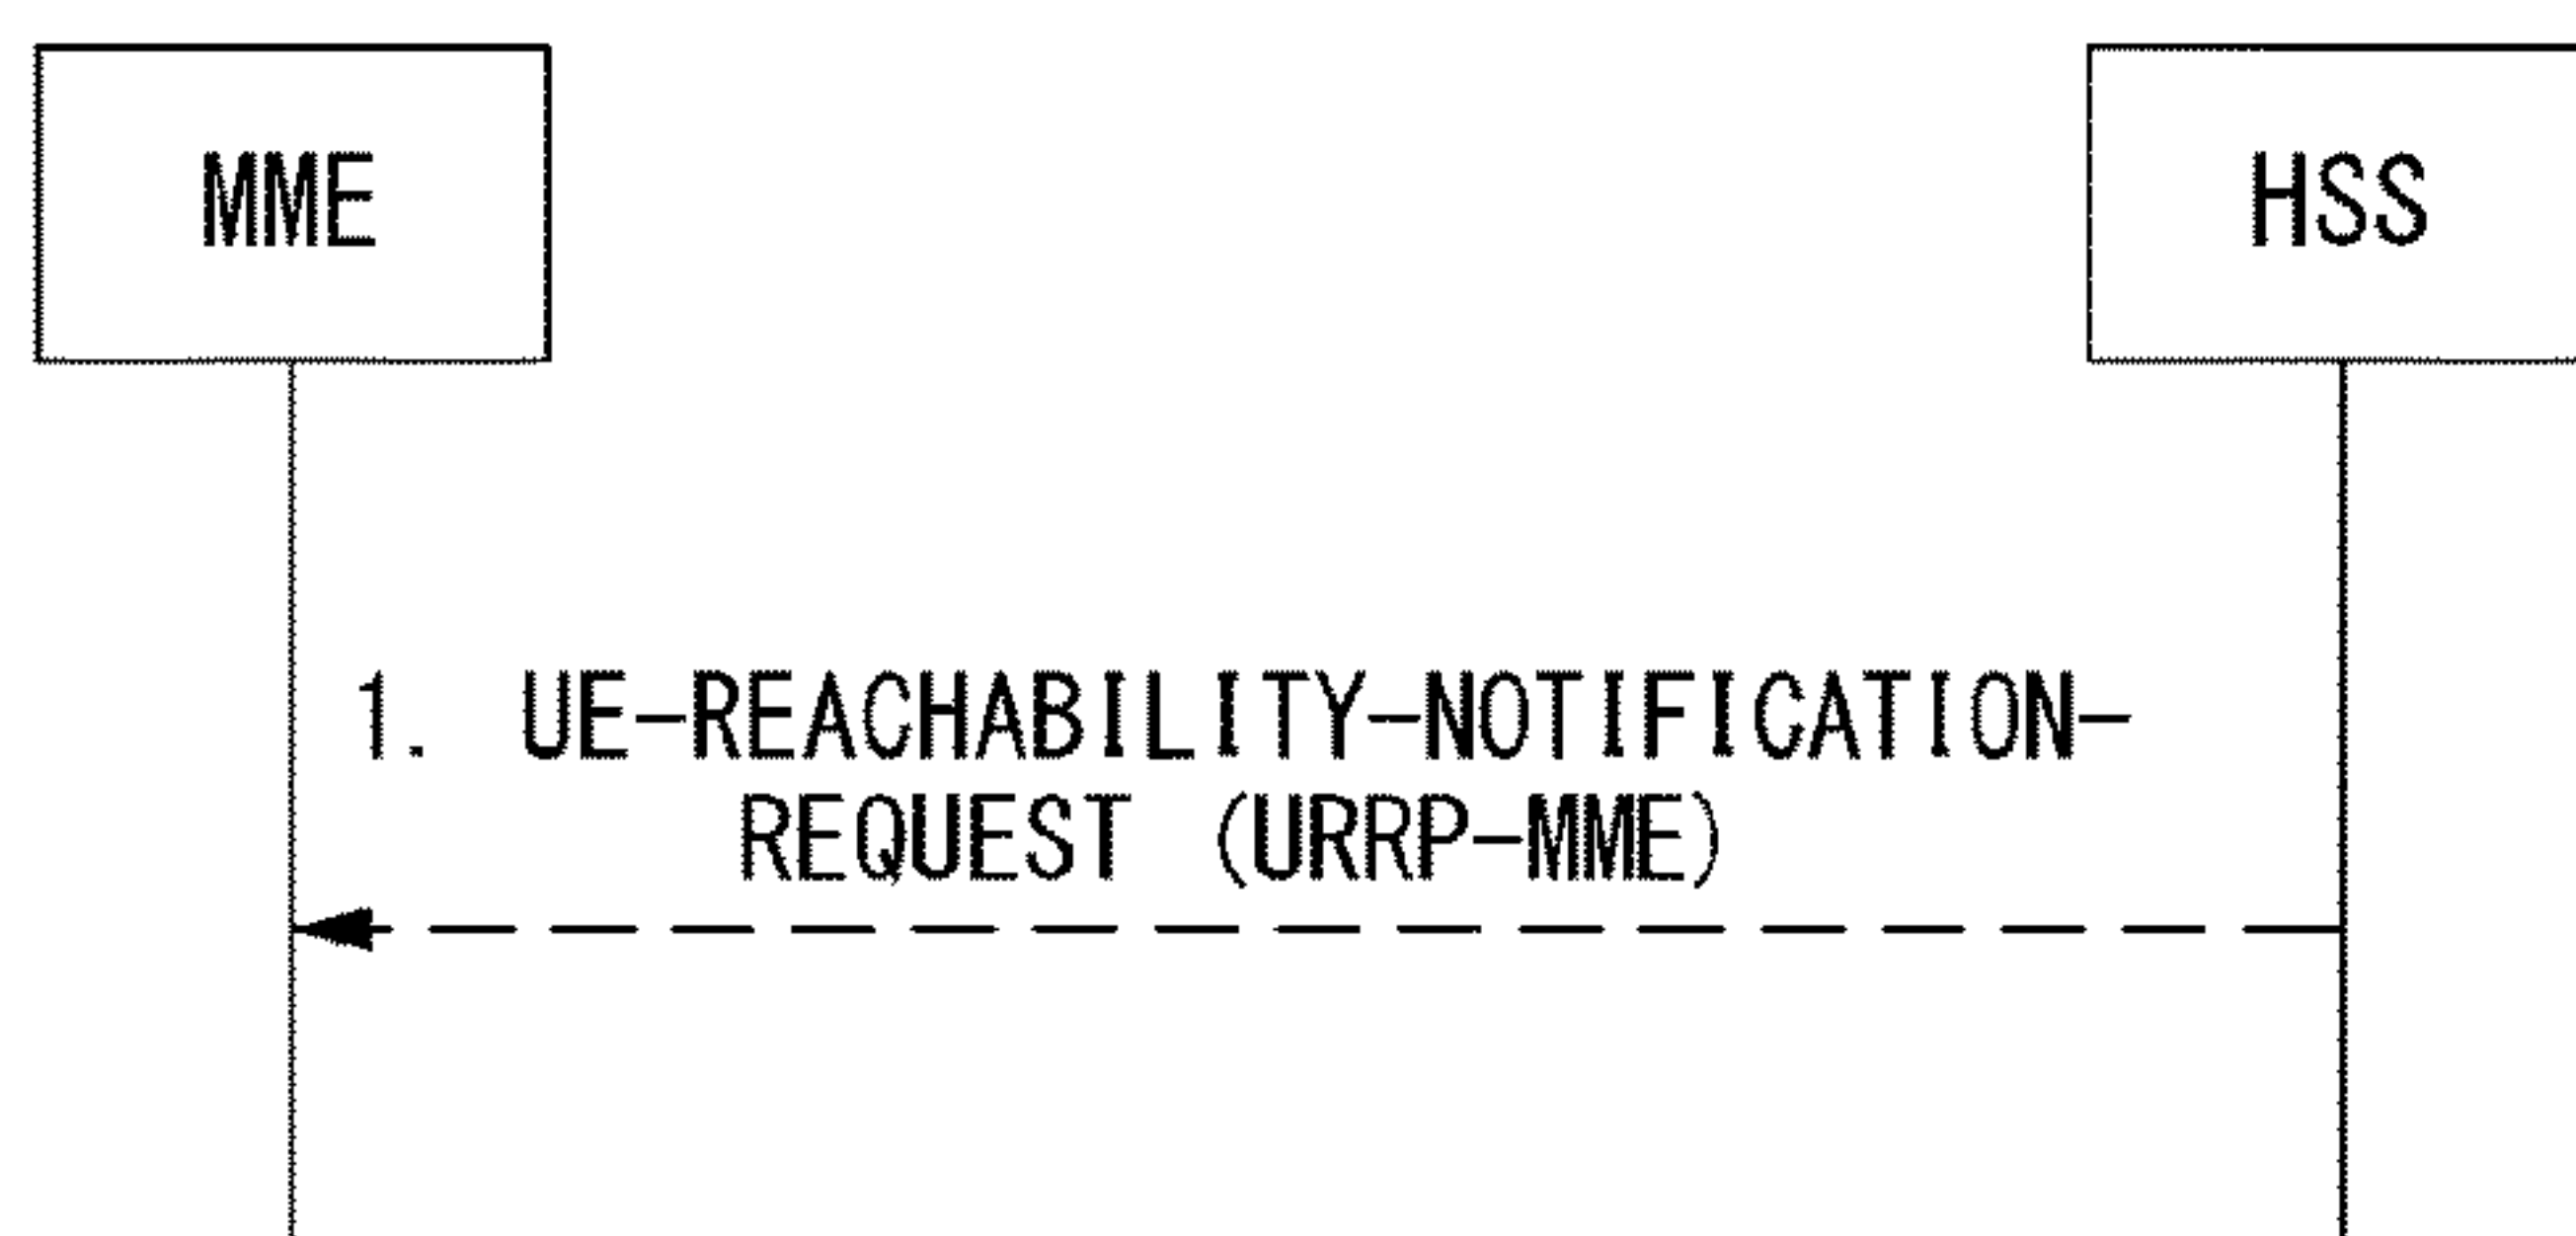 MME
HSS
1. UE-REACHABILITY-NOTIFICATION-
REQUEST (URRP-MME)